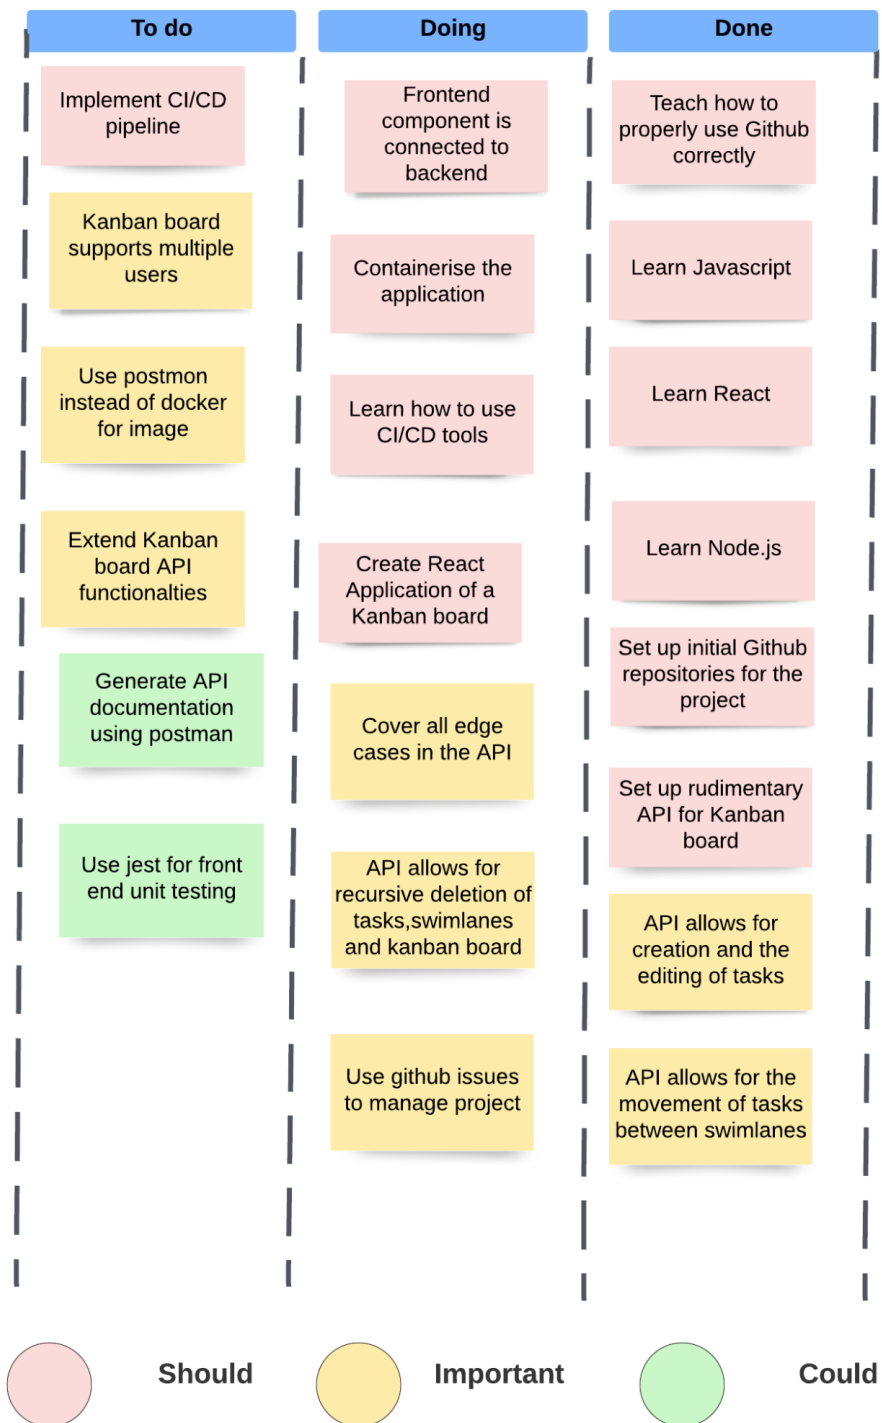 To do
Implement CI/CD
pipeline
Kanban board
supports multiple
users
Use postmon
instead of docker
for image
Extend Kanban
board API
functionalties
Generate API
documentation
using postman
Use jest for front
end unit testing
Doing
Frontend
component is
connected to
backend
Containerise the
application
Learn how to use
CI/CD tools
Create React
Application of a
Kanban board
Cover all edge
cases in the API
API allows for
recursive deletion of
tasks,swimlanes
and kanban board
Use github issues
to manage project
Done
Teach how to
properly use Github
correctly
Learn Javascript
Learn React
Learn Node.js
Set up initial Github
repositories for the
project
Set up rudimentary
API for Kanban
board
API allows for
creation and the
editing of tasks
API allows for the
movement of tasks
between swimlanes
Should
Important
Could